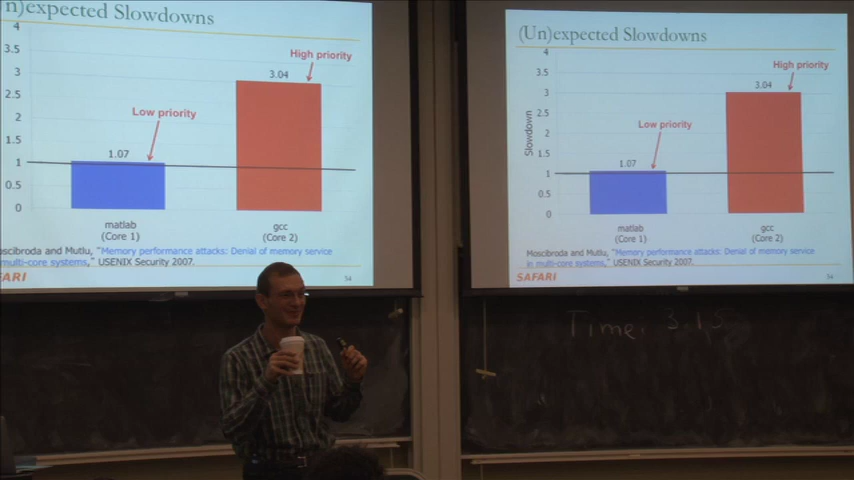 n)expected Slowdowns
4
3.5
3
2.5
2
1.5
1
0.5
0
High priority
3.04
Low priority
1.07
matlab
(Core 1)
gcc
(Core 2)
oscibroda and Mutlu, "Memory performance attacks: Denial of memory service
multi-core systems," USENIX Security 2007.
FARI
54
(Un)expected Slowdowns
Slowdown
4
3.5
3
2.5
2
1.5
1
0.5
0
High priority
3.04
Low priority
1.07
matlab
(Core 1)
gcc
(Core 2)
Moscibroda and Mutlu, "Memory performance attacks: Denial of memory service
in multi-core systems," USENIX Security 2007.
SAFARI
54
Time: 3.15